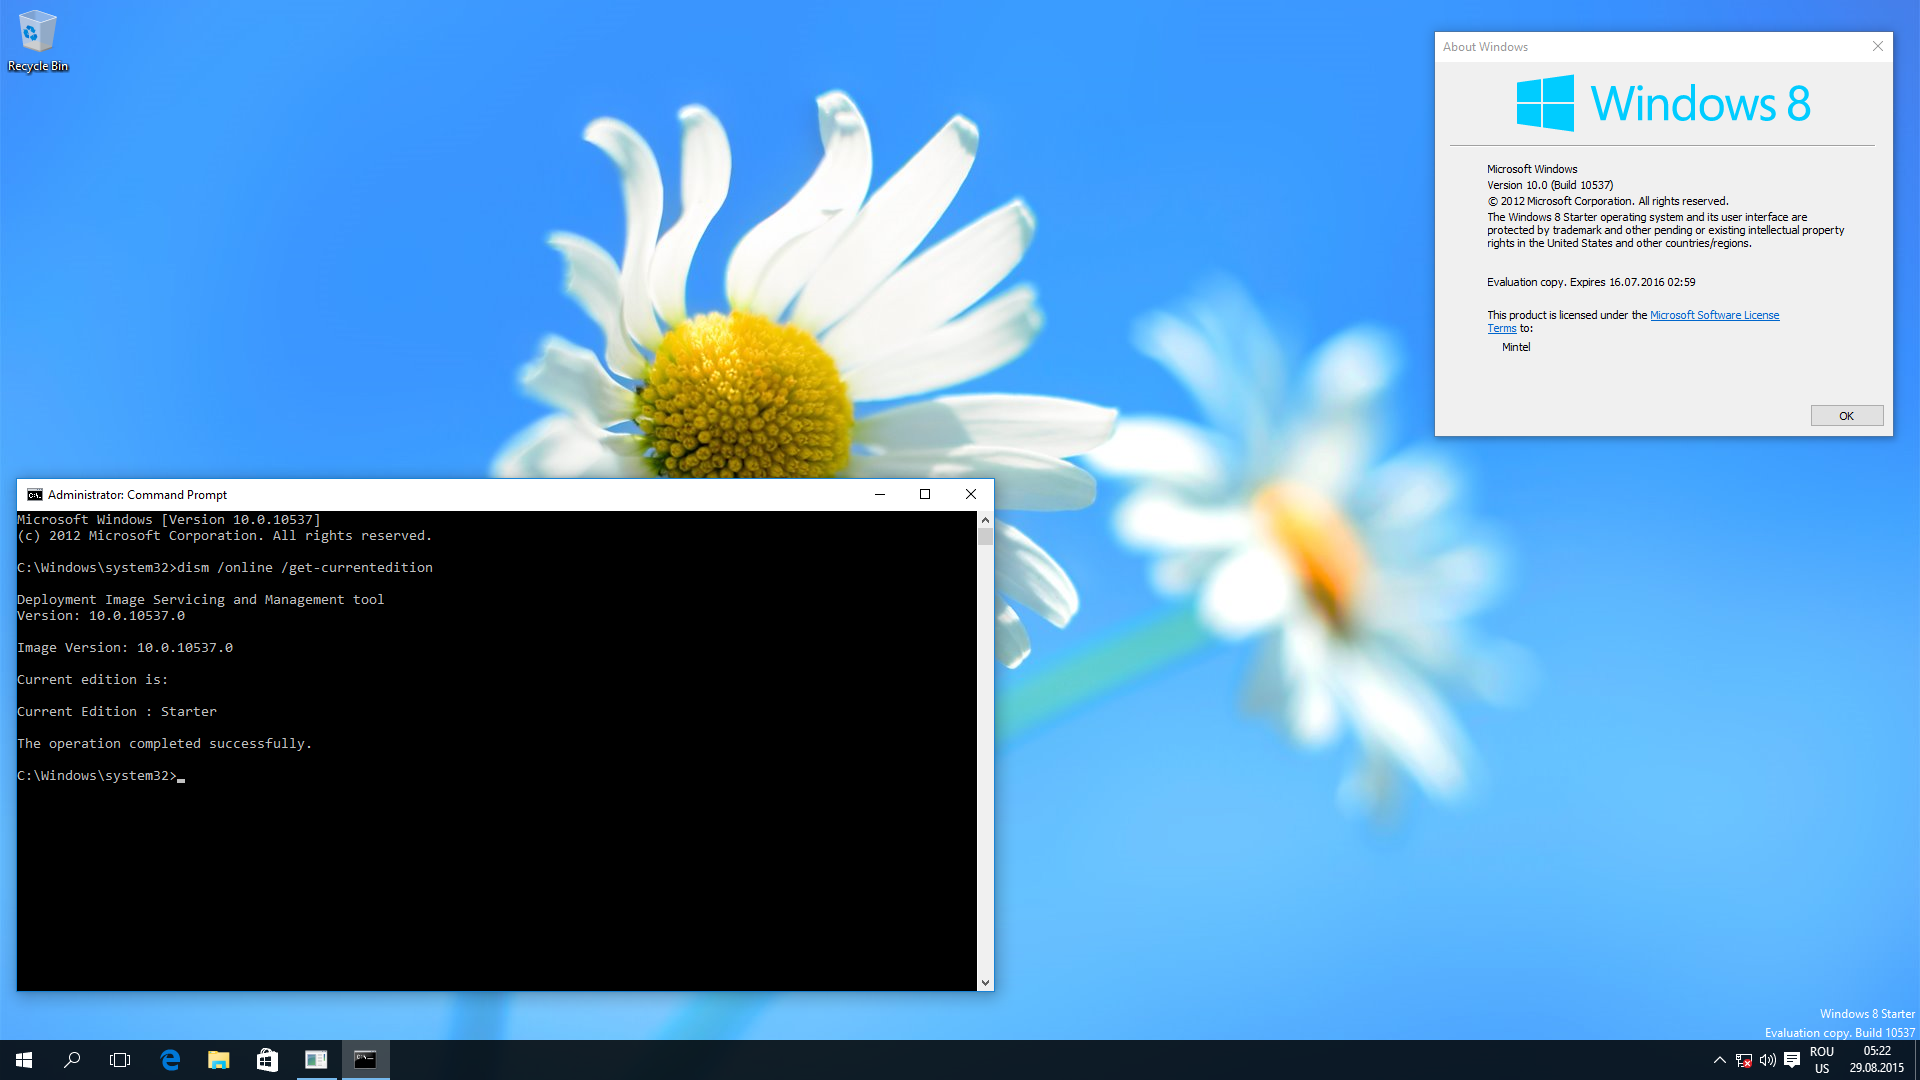 Recycle Bin
About Windows
Windows 8
Microsoft Windows
Version 10.0 (Build 10537)
© 2012 Microsoft Corporation. All rights reserved.
The Windows 8 Starter operating system and its user interface are
protected by trademark and other pending or existing intellectual property
rights in the United States and other countries/regions.
Evaluation copy. Expires 16.07.2016 02:59
This product is licensed under the Microsoft Software License
Terms to:
Mintel
OK
Administrator: Command Prompt
Microsoft Windows [Version 10.0.10537]
(c) 2012 Microsoft Corporation. All rights reserved.
C:\Windows\system32>dism /online /get-currentedition
Deployment Image Servicing and Management tool
Version: 10.0.10537.0
Image Version: 10.0.10537.0
Current edition is:
Current Edition : Starter
The operation completed successfully.
C:\Windows\system32>
Windows 8 Starter
Evaluation copy. Build 10537
ROU
US
05:22
29.08.2015